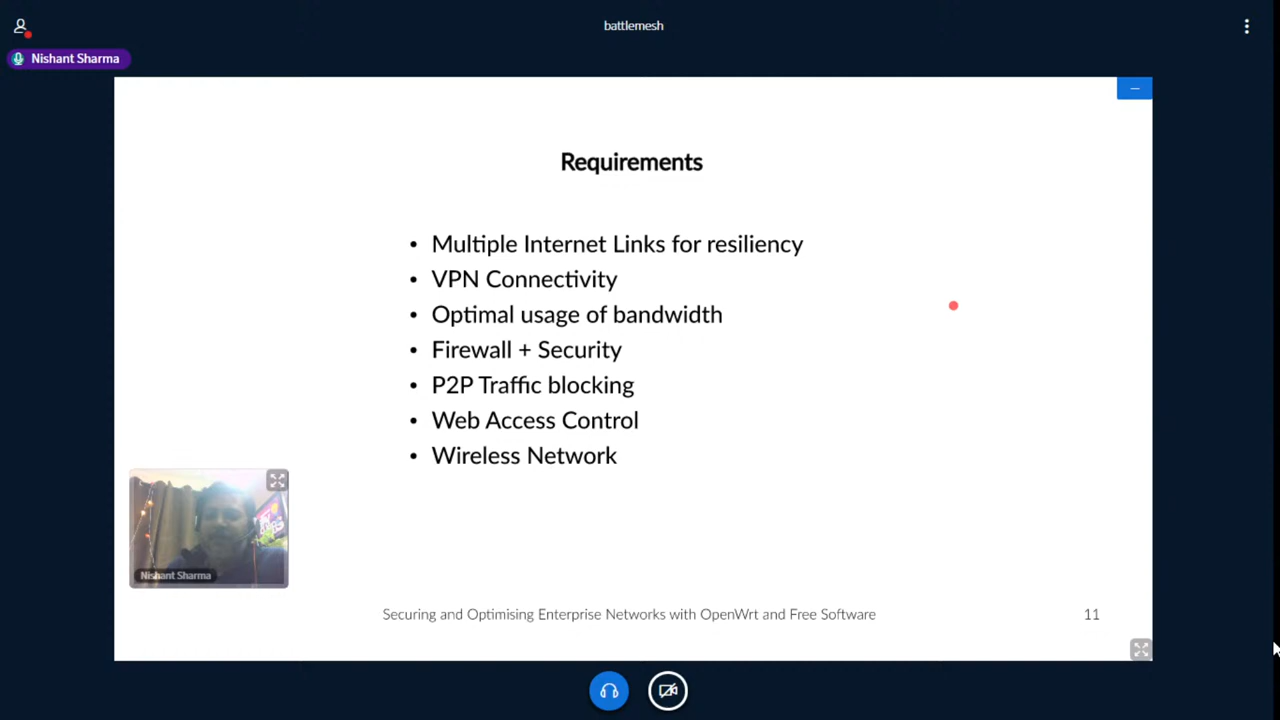 battlemesh
Nishant Sharma
Requirements
• Multiple Internet Links for resiliency
• VPN Connectivity
• Optimal usage of bandwidth
• Firewall + Security
• P2P Traffic blocking
• Web Access Control
• Wireless Network
Nishant Sharma
Securing and Optimising Enterprise Networks with OpenWrt and Free Software
11